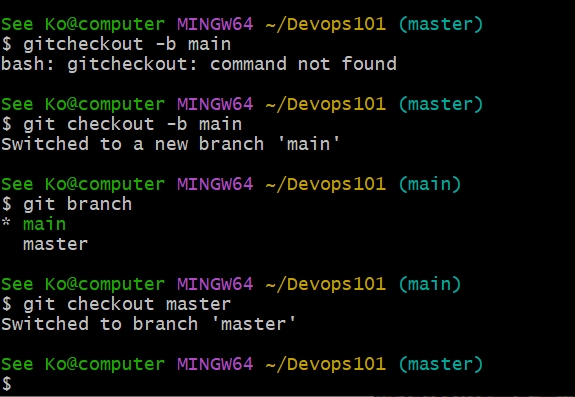 See Ko@computer MINGW64 ~/Devops101 (master)
$ gitcheckout -b main
bash: gitcheckout: command not found
See Ko@computer MINGW64 ~/Devops101 (master)
$ git checkout -b main
Switched to a new branch 'main'
See Ko@computer MINGW64 ~/Devops101 (main)
$ git branch
* main
  master
See Ko@computer MINGW64 ~/Devops101 (main)
$ git checkout master
Switched to branch 'master'
See Ko@computer MINGW64 ~/Devops101 (master)
$